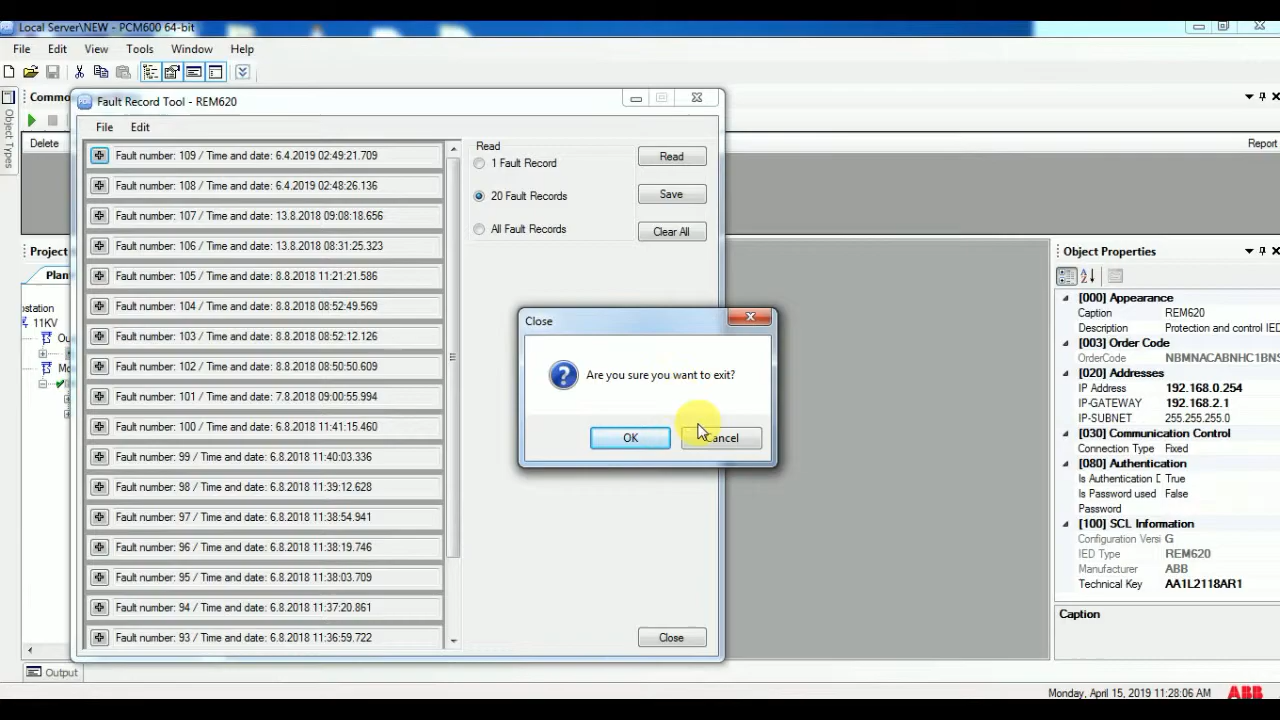 Local Server\NEW - PCM600 64-bit
File Edit View Tools Window Help
Object Types
Commo
Delete
Report
Project
Plan
station
11KV
Ou
Mo
Fault Record Tool - REM620
File Edit
Fault number: 109 / Time and date: 6.4.2019 02:49:21.709
Fault number: 108 / Time and date: 6.4.2019 02:48:26.136
Fault number: 107 / Time and date: 13.8.2018 09:08:18.656
Fault number: 106 / Time and date: 13.8.2018 08:31:25.323
Fault number: 105 / Time and date: 8.8.2018 11:21:21.586
Fault number: 104 / Time and date: 8.8.2018 08:52:49.569
Fault number: 103 / Time and date: 8.8.2018 08:52:12.126
Fault number: 102 / Time and date: 8.8.2018 08:50:50.609
Fault number: 101 / Time and date: 7.8.2018 09:00:55.994
Fault number: 100 / Time and date: 6.8.2018 11:41:15.460
Fault number: 99 / Time and date: 6.8.2018 11:40:03.336
Fault number: 98 / Time and date: 6.8.2018 11:39:12.628
Fault number: 97 / Time and date: 6.8.2018 11:38:54.941
Fault number: 96 / Time and date: 6.8.2018 11:38:19.746
Fault number: 95 / Time and date: 6.8.2018 11:38:03.709
Fault number: 94 / Time and date: 6.8.2018 11:37:20.861
Fault number: 93 / Time and date: 6.8.2018 11:36:59.722
Read
1 Fault Record
20 Fault Records
All Fault Records
Read
Save
Clear All
Close
Close
Are you sure you want to exit?
OK
Cancel
Object Properties
[000] Appearance
Caption REM620
Description Protection and control IED
[003] Order Code
OrderCode NBMNACABNHC1BNS
[020] Addresses
IP Address 192.168.0.254
IP-GATEWAY 192.168.2.1
IP-SUBNET 255.255.255.0
[030] Communication Control
Connection Type Fixed
[080] Authentication
Is Authentication D True
Is Password used False
Password
[100] SCL Information
Configuration Versi G
IED Type REM620
Manufacturer ABB
Technical Key AA1L2118AR1
Caption
Output
Monday, April 15, 2019 11:28:06 AM
ABB